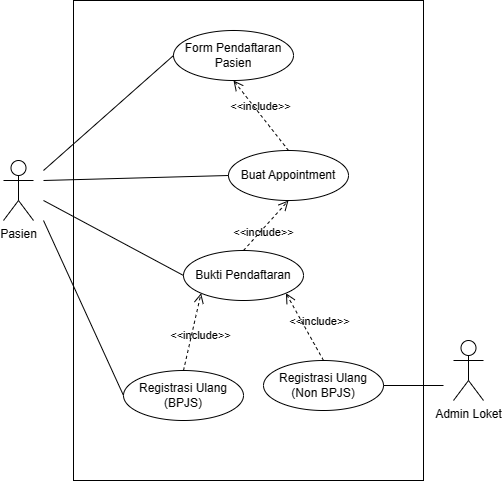 Form Pendaftaran
Pasien
<<include>>
Buat Appointment
Pasien
<<include>>
Bukti Pendaftaran
<<include>>
<<include>>
Registrasi Ulang
(BPJS)
Registrasi Ulang
(Non BPJS)
Admin Loket